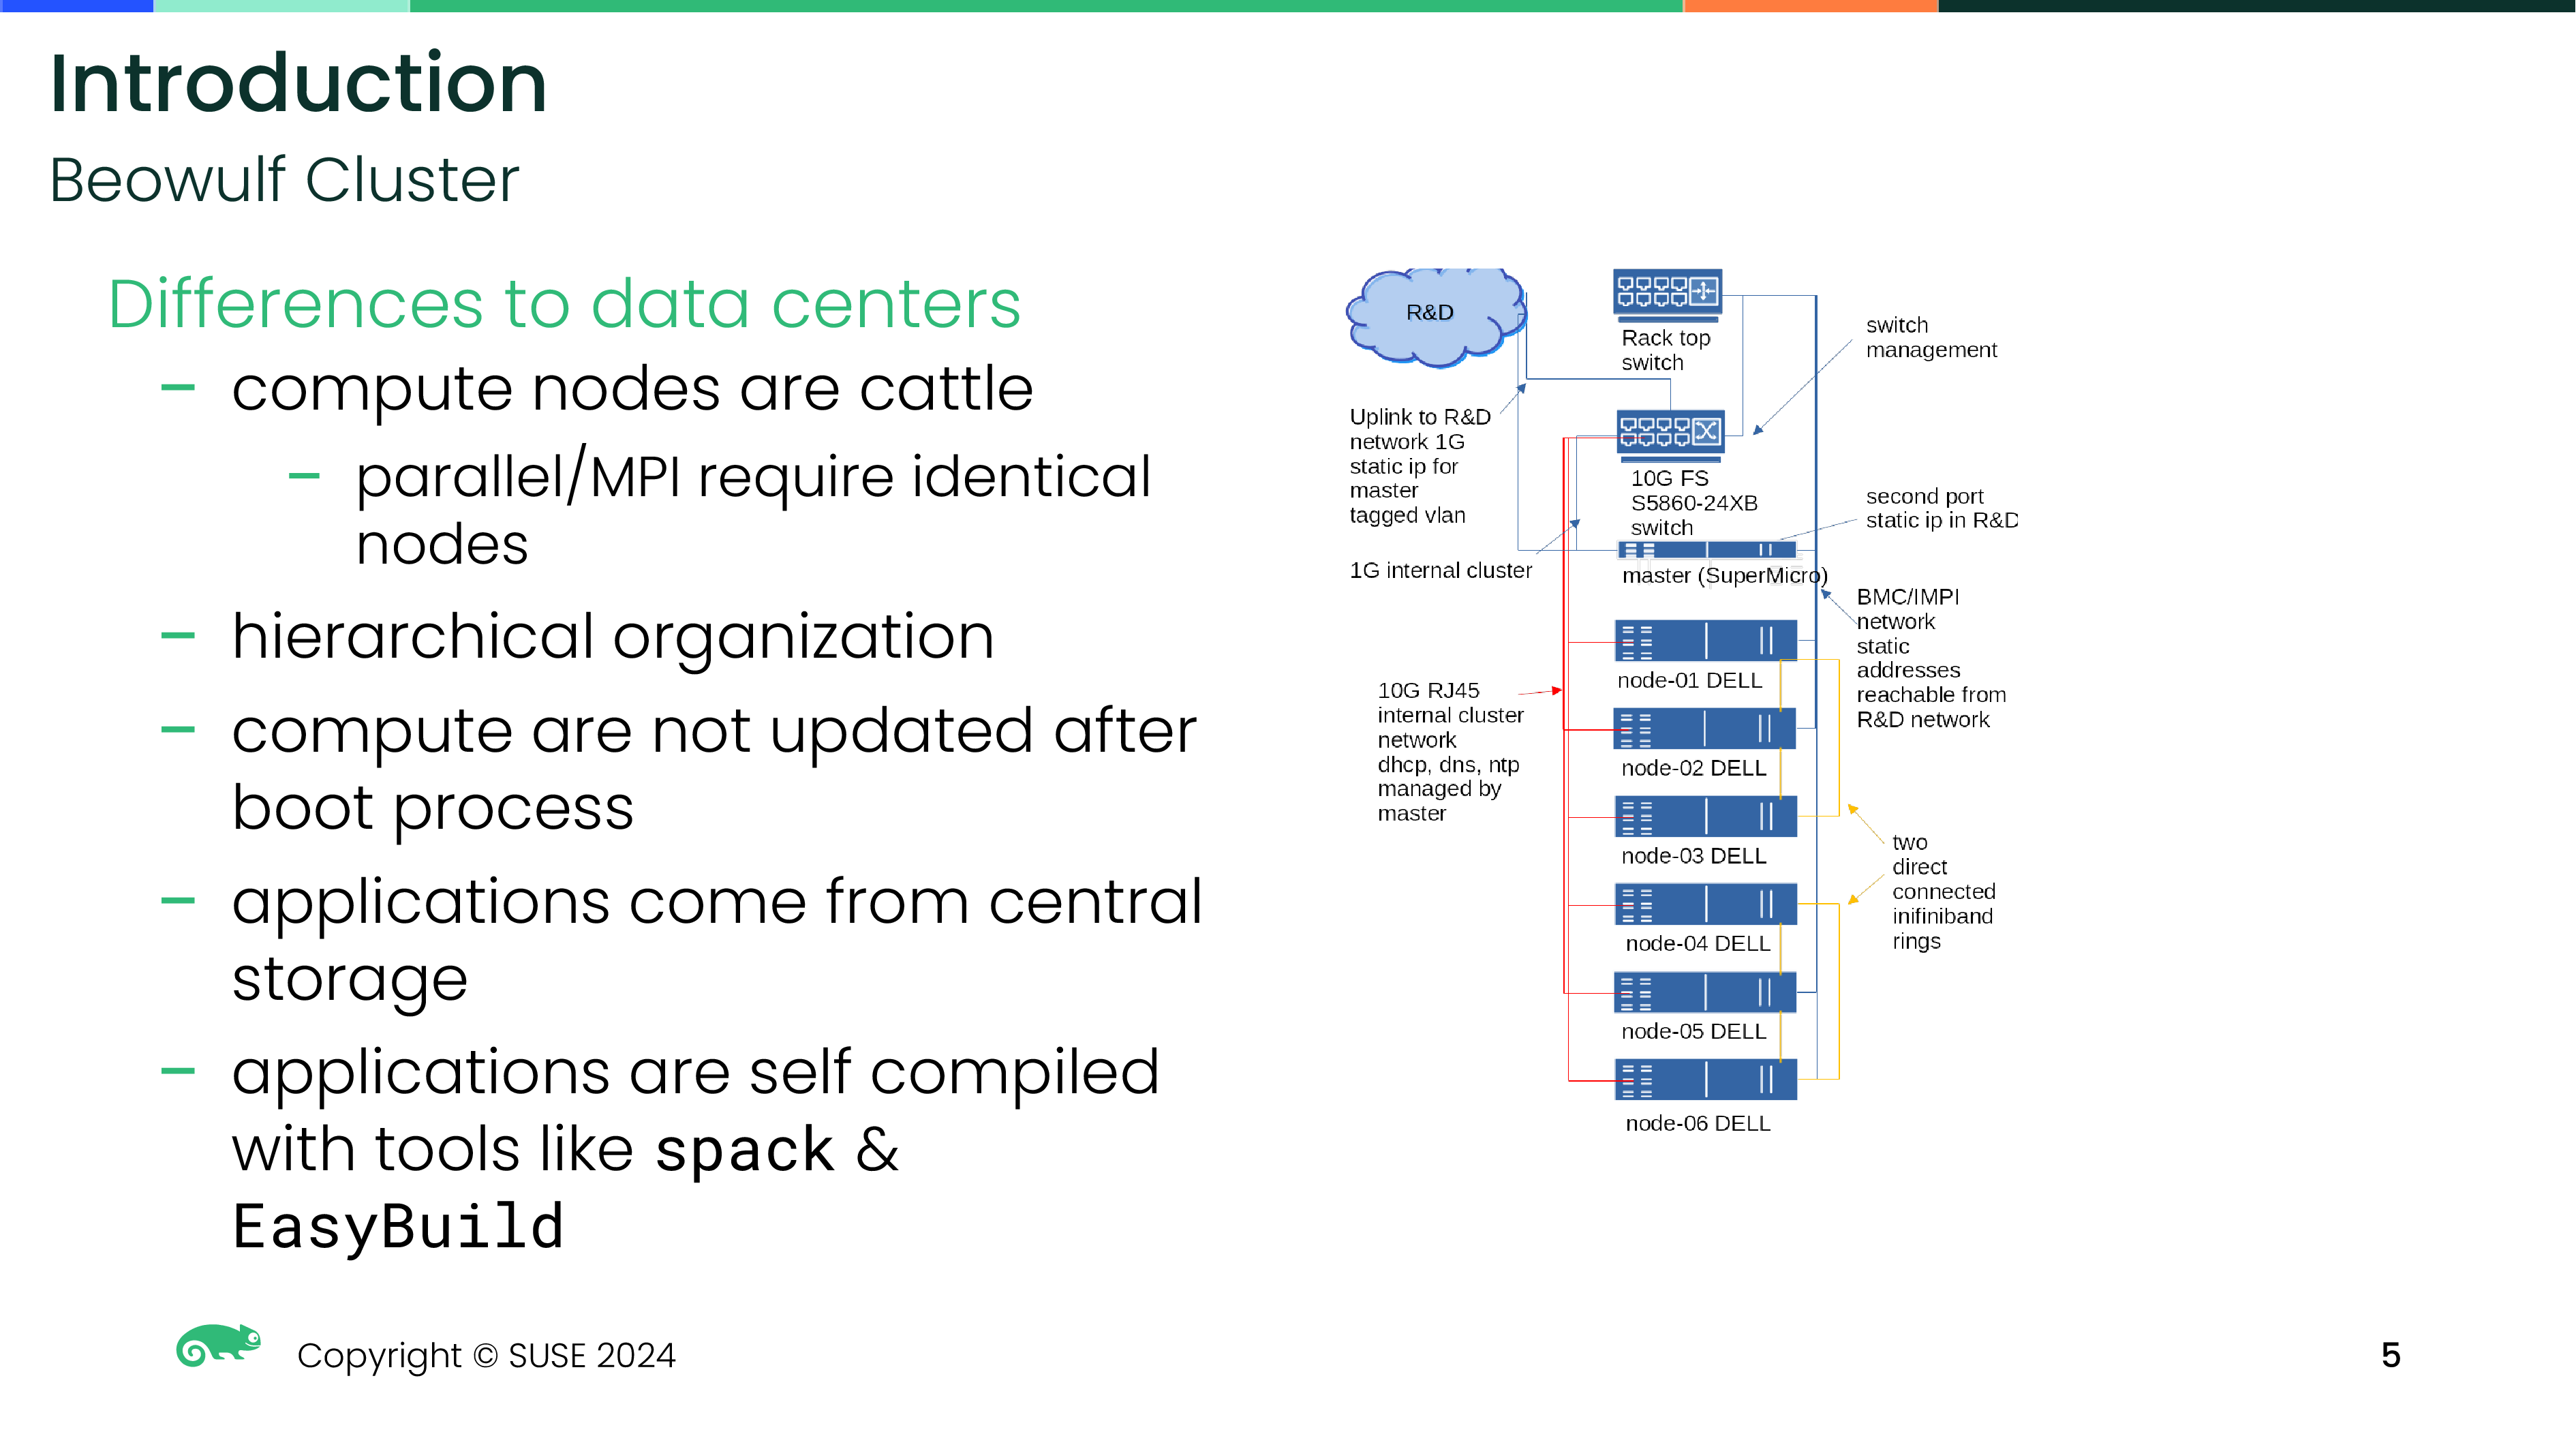 Introduction
Beowulf Cluster
Differences to data centers
– compute nodes are cattle
– parallel/MPI require identical
nodes
– hierarchical organization
– compute are not updated after
boot process
– applications come from central
storage
– applications are self compiled
with tools like spack &
EasyBuild
R&D
Rack top
switch
switch
management
Uplink to R&D
network 1G
static ip for
master
tagged vlan
10G FS
S5860-24XB
switch
second port
static ip in R&D
1G internal cluster
master (SuperMicro)
BMC/IMPI
network
static
addresses
reachable from
R&D network
node-01 DELL
10G RJ45
internal cluster
network
dhcp, dns, ntp
managed by
master
node-02 DELL
node-03 DELL
two
direct
connected
inifiniband
rings
node-04 DELL
node-05 DELL
node-06 DELL
Copyright © SUSE 2024
5